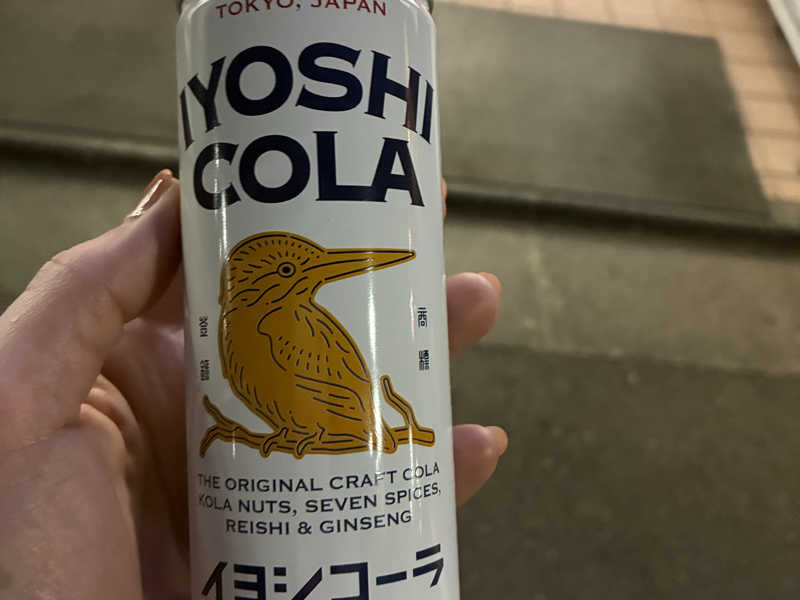 TOKYO, JAPAN
IYOSHI
COLA
THE ORIGINAL CRAFT COLA
KOLA NUTS, SEVEN SPICES,
REISHI & GINSENG
イヨシコーラ